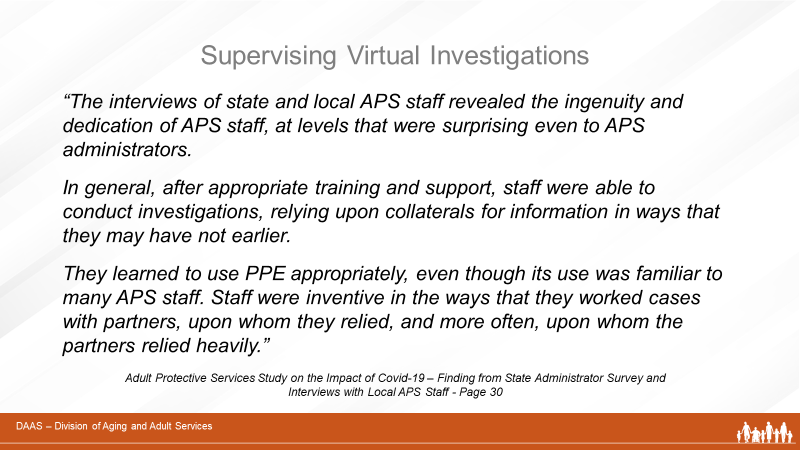 Supervising Virtual Investigations
“The interviews of state and local APS staff revealed the ingenuity and
dedication of APS staff, at levels that were surprising even to APS
administrators.
In general, after appropriate training and support, staff were able to
conduct investigations, relying upon collaterals for information in ways that
they may have not earlier.
They learned to use PPE appropriately, even though its use was familiar to
many APS staff. Staff were inventive in the ways that they worked cases
with partners, upon whom they relied, and more often, upon whom the
partners relied heavily.”
Adult Protective Services Study on the Impact of Covid-19 – Finding from State Administrator Survey and
Interviews with Local APS Staff - Page 30
DAAS – Division of Aging and Adult Services